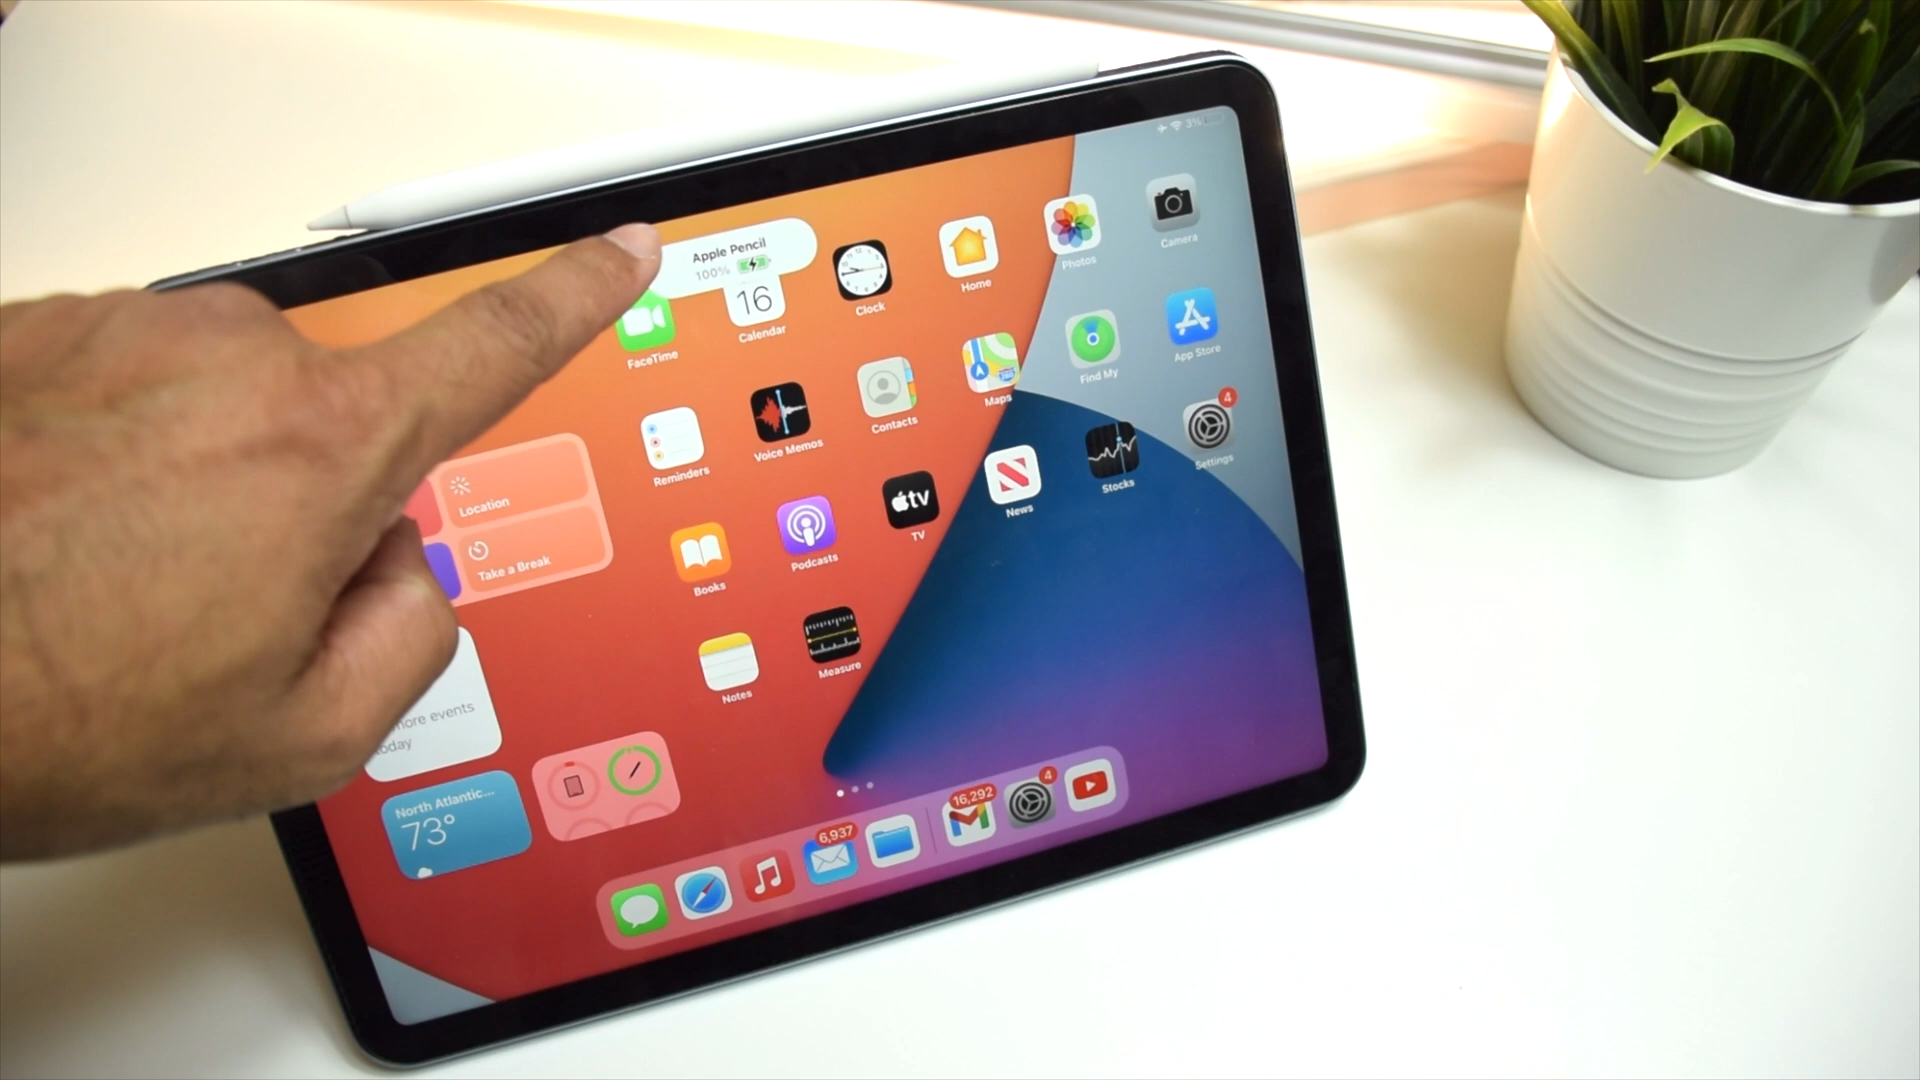 3%
Apple Pencil
100%
16
FaceTime
Calendar
Clock
Home
Photos
Camera
Reminders
Voice Memos
Contacts
Maps
Find My
App Store
Location
Take a Break
Books
Podcasts
tv
TV
News
Stocks
4
Settings
Notes
Measure
more events
today
North Atlantic...
73°
6,937
16,292
4